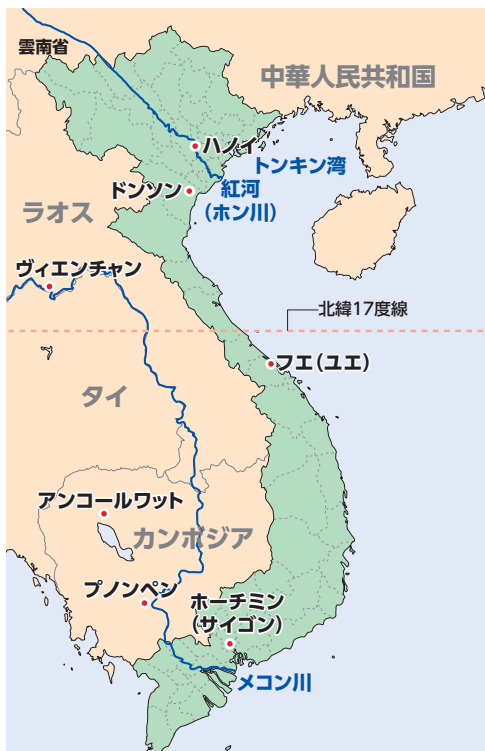 雲南省
中華人民共和国
ハノイ
トンキン湾
ドンソン
紅河
（ホン川）
ラオス
ヴィエンチャン
北緯17度線
フエ（ユエ）
タイ
アンコールワット
カンボジア
プノンペン
ホーチミン
（サイゴン）
メコン川